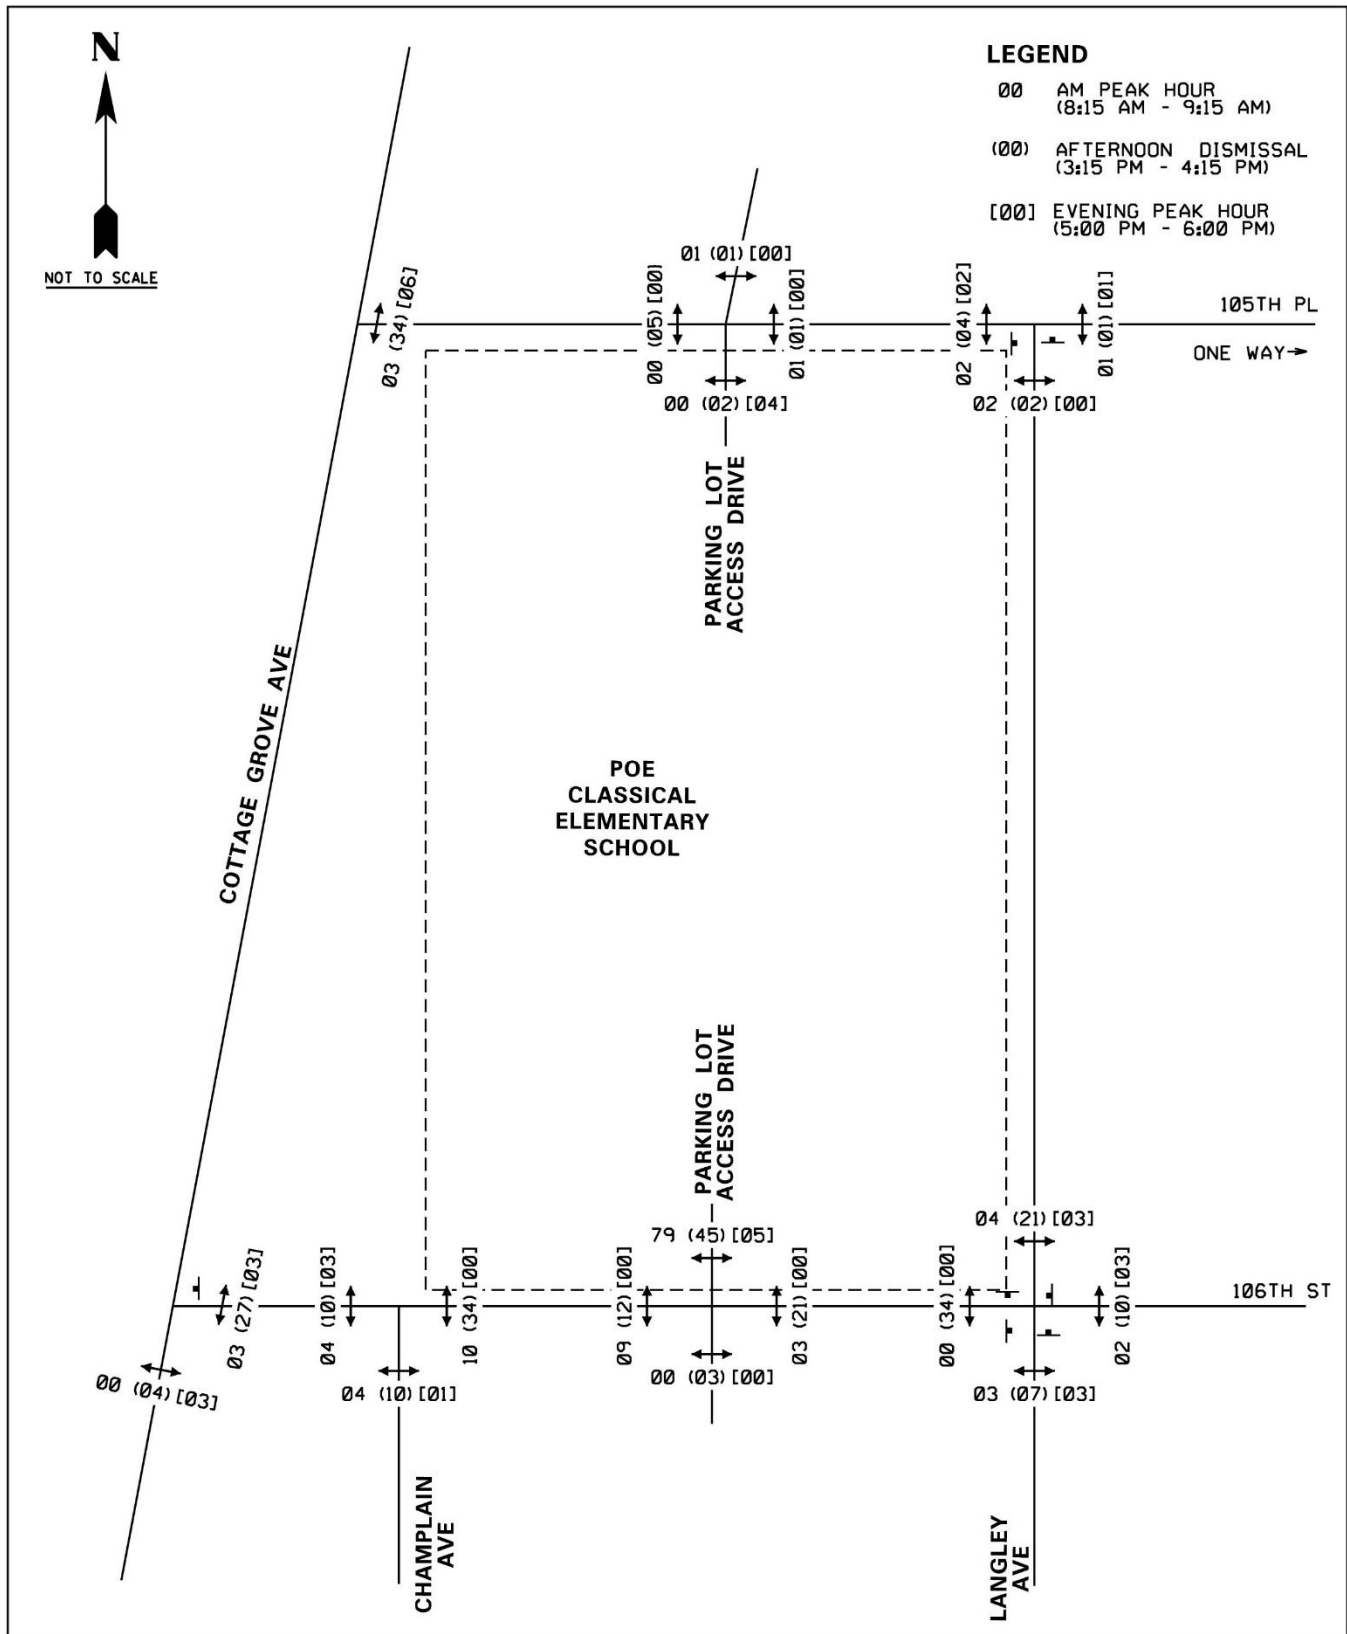 N
NOT TO SCALE
LEGEND
00 AM PEAK HOUR
(8:15 AM - 9:15 AM)
(00) AFTERNOON DISMISSAL
(3:15 PM - 4:15 PM)
[00] EVENING PEAK HOUR
(5:00 PM - 6:00 PM)
01 (01) [00]
03 (34) [06]
00 (05) [00]
01 (01) [00]
02 (04) [02]
01 (01) [01]
105TH PL
ONE WAY→
00 (02) [04]
02 (02) [00]
PARKING LOT
ACCESS DRIVE
COTTAGE GROVE AVE
POE
CLASSICAL
ELEMENTARY
SCHOOL
PARKING LOT
ACCESS DRIVE
79 (45) [05]
04 (21) [03]
03 (27) [03]
04 (10) [03]
10 (34) [00]
09 (12) [00]
03 (21) [00]
00 (34) [00]
02 (10) [03]
106TH ST
00 (04) [03]
04 (10) [01]
00 (03) [00]
03 (07) [03]
CHAMPLAIN
AVE
LANGLEY
AVE